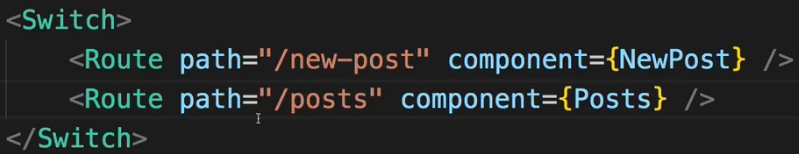 <Switch>
<Route path="/new-post" component={NewPost} />
<Route path="/posts" component={Posts} />
</Switch>